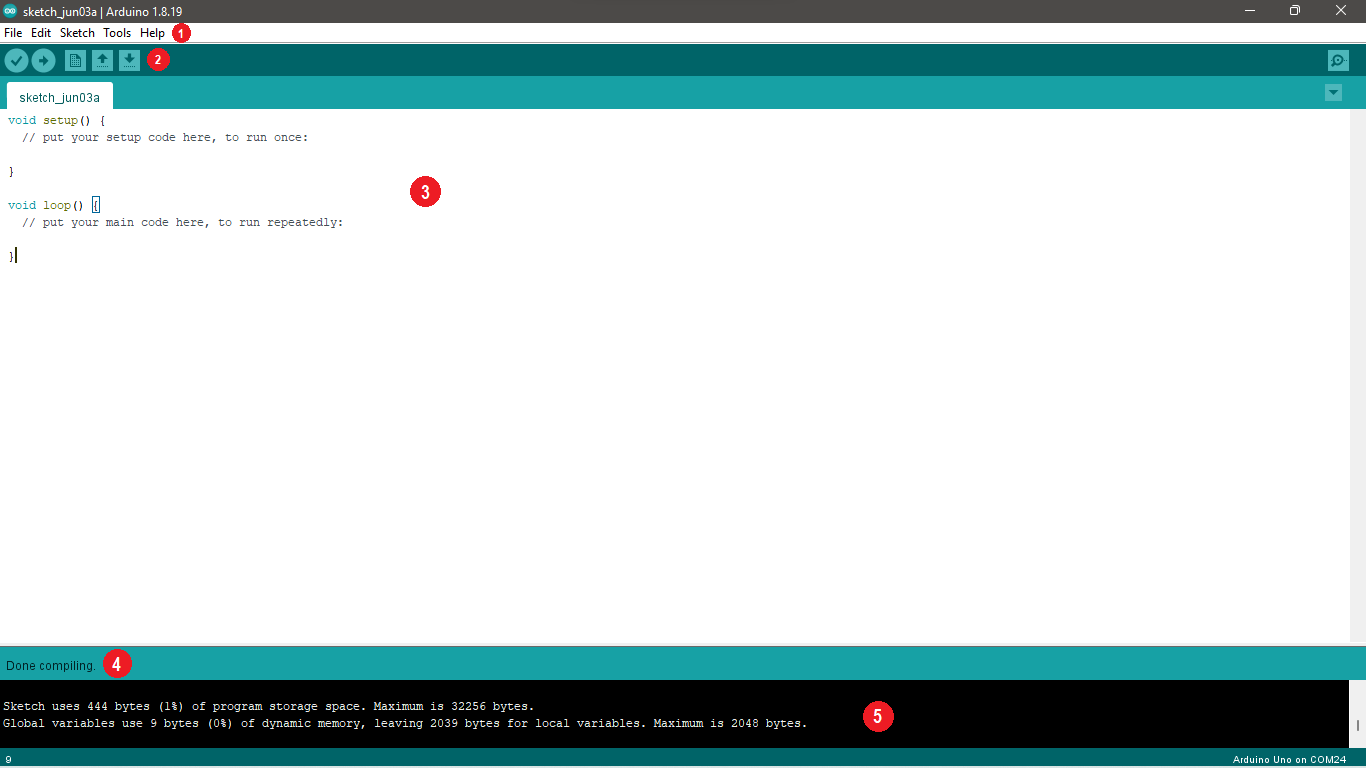 sketch_jun03a | Arduino 1.8.19
File Edit Sketch Tools Help 1
2
sketch_jun03a
void setup() {
  // put your setup code here, to run once:
}
3
void loop() {
  // put your main code here, to run repeatedly:
}
Done compiling. 4
Sketch uses 444 bytes (1%) of program storage space. Maximum is 32256 bytes.
Global variables use 9 bytes (0%) of dynamic memory, leaving 2039 bytes for local variables. Maximum is 2048 bytes.
5
9 Arduino Uno on COM24